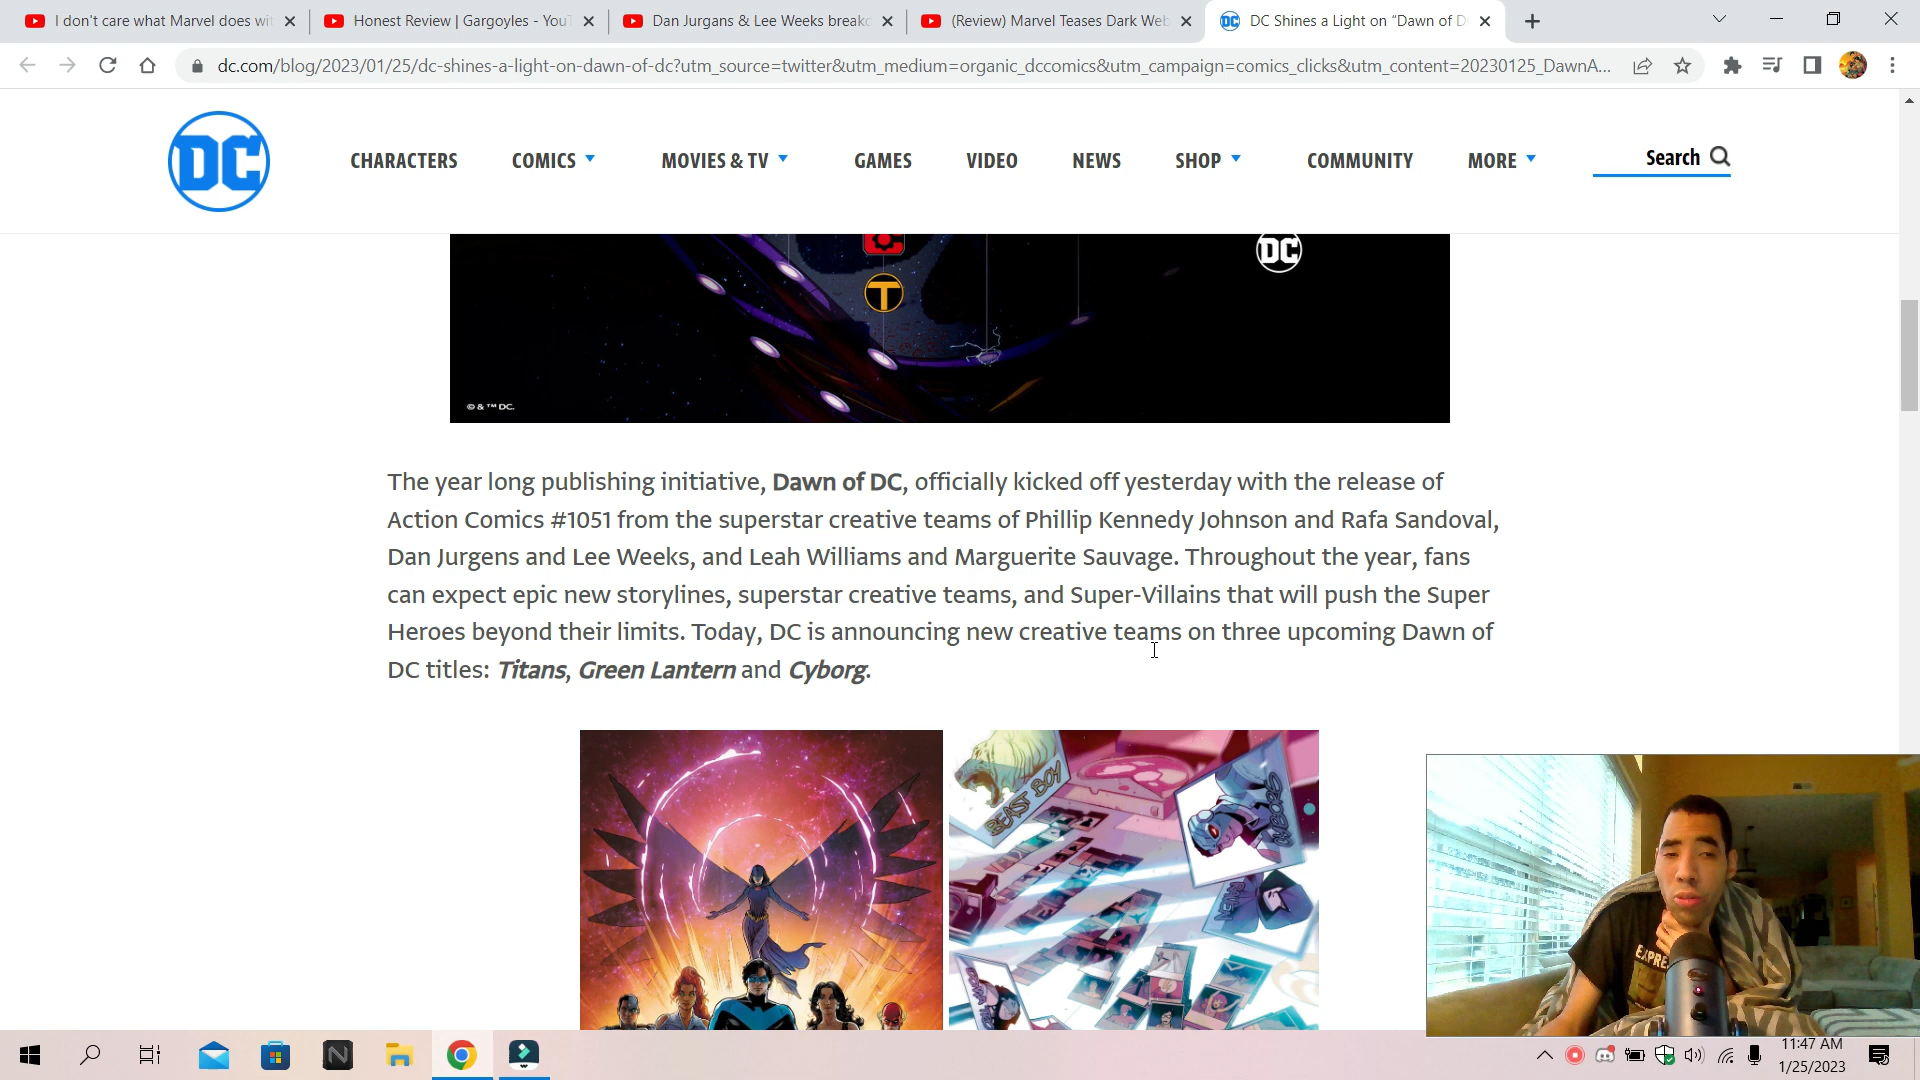 I don't care what Marvel does wit
Honest Review | Gargoyles - YouT
Dan Jurgans & Lee Weeks breakd
(Review) Marvel Teases Dark Web
DC Shines a Light on “Dawn of D
dc.com/blog/2023/01/25/dc-shines-a-light-on-dawn-of-dc?utm_source=twitter&utm_medium=organic_dccomics&utm_campaign=comics_clicks&utm_content=20230125_DawnA...
DC
CHARACTERS
COMICS
MOVIES & TV
GAMES
VIDEO
NEWS
SHOP
COMMUNITY
MORE
Search
DC
T
© & ™ DC.
The year long publishing initiative, Dawn of DC, officially kicked off yesterday with the release of
Action Comics #1051 from the superstar creative teams of Phillip Kennedy Johnson and Rafa Sandoval,
Dan Jurgens and Lee Weeks, and Leah Williams and Marguerite Sauvage. Throughout the year, fans
can expect epic new storylines, superstar creative teams, and Super-Villains that will push the Super
Heroes beyond their limits. Today, DC is announcing new creative teams on three upcoming Dawn of
DC titles: Titans, Green Lantern and Cyborg.
BEAST BOY
CYBORG
EXPRE
11:47 AM
1/25/2023